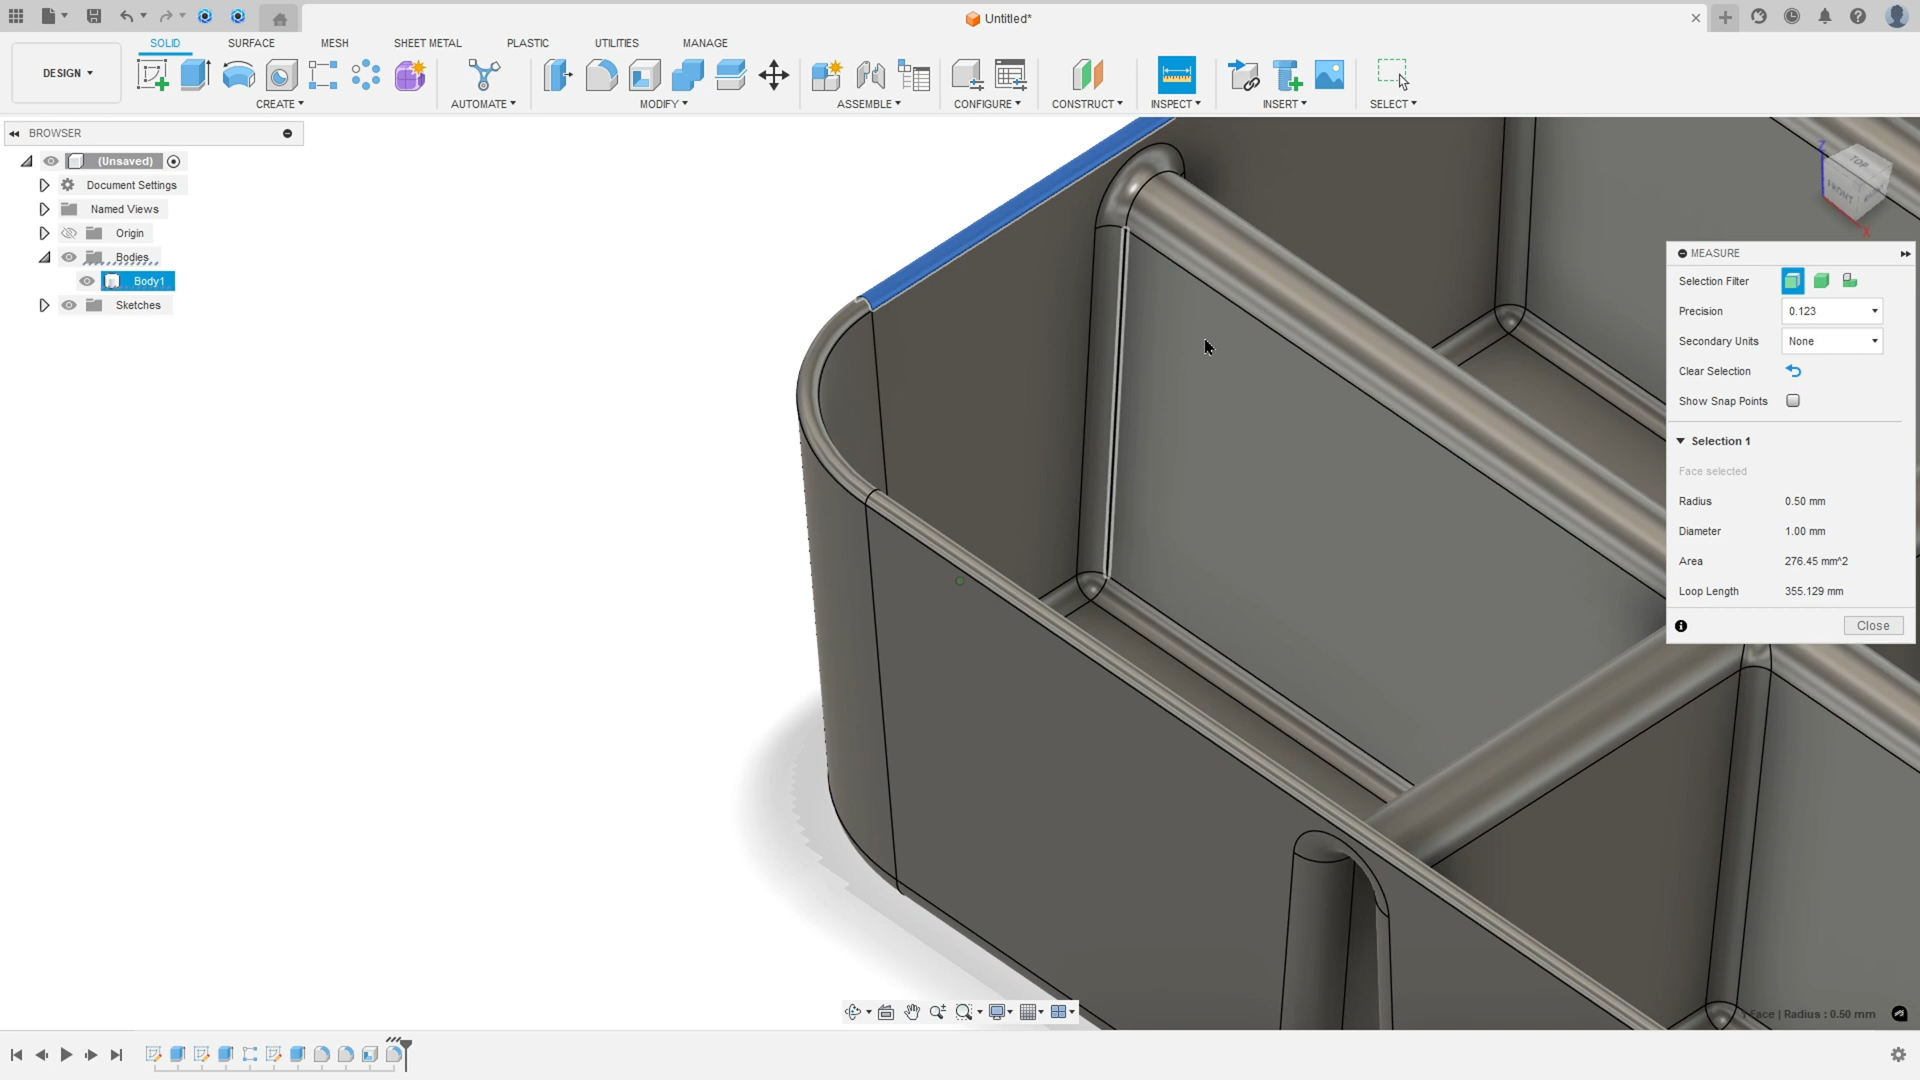 Untitled*
DESIGN
SOLID
SURFACE
MESH
SHEET METAL
PLASTIC
UTILITIES
MANAGE
CREATE
AUTOMATE
MODIFY
ASSEMBLE
CONFIGURE
CONSTRUCT
INSPECT
INSERT
SELECT
BROWSER
(Unsaved)
Document Settings
Named Views
Origin
Bodies
Body1
Sketches
Z
TOP
FRONT
X
MEASURE
Selection Filter
Precision
0.123
Secondary Units
None
Clear Selection
Show Snap Points
Selection 1
Face selected
Radius
0.50 mm
Diameter
1.00 mm
Area
276.45 mm^2
Loop Length
355.129 mm
Close
Face | Radius : 0.50 mm